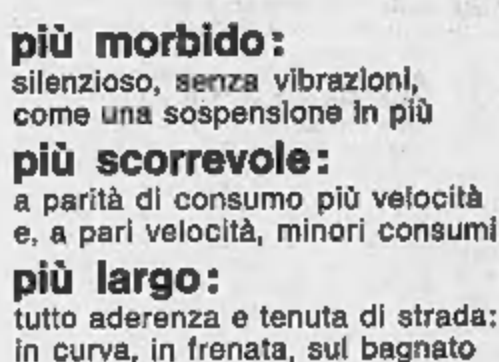 più morbido:
silenzioso, senza vibrazioni,
come una sospensione in più
più scorrevole:
a parità di consumo più velocità
e, a pari velocità, minori consumi
più largo:
tutto aderenza e tenuta di strada:
in curva, in frenata, sul bagnato